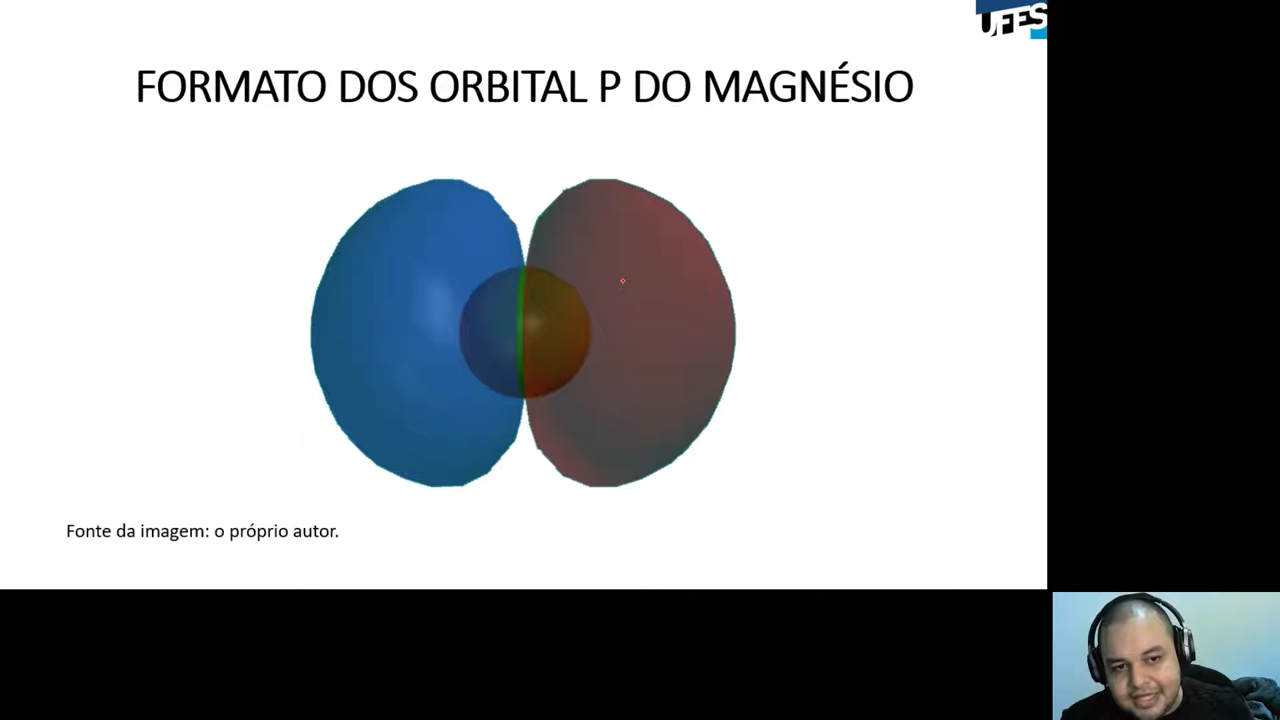 UFES
FORMATO DOS ORBITAL P DO MAGNÉSIO
Fonte da imagem: o próprio autor.